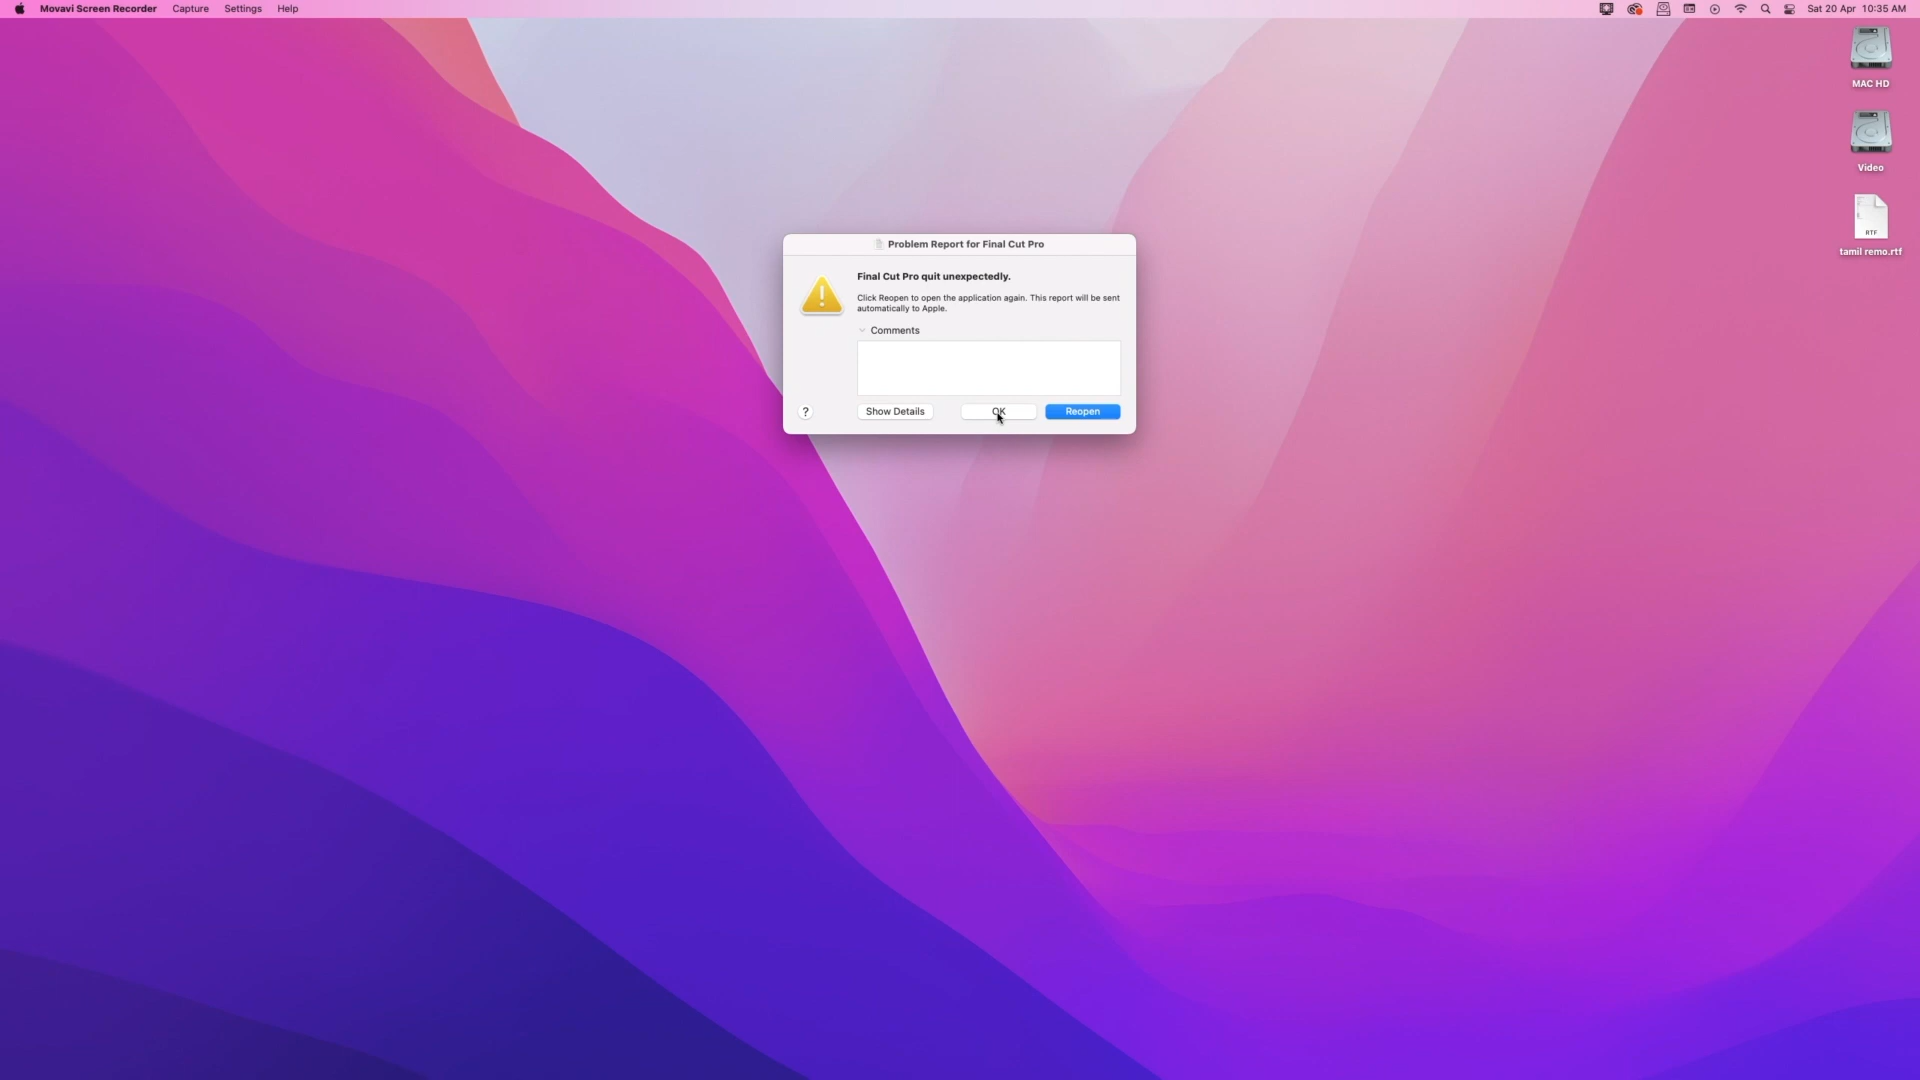 Movavi Screen Recorder Capture Settings Help Sat 20 Apr 10:35 AM
MAC HD
Video
RTF
tamil remo.rtf
Problem Report for Final Cut Pro
Final Cut Pro quit unexpectedly.
Click Reopen to open the application again. This report will be sent
automatically to Apple.
Comments
? Show Details OK Reopen